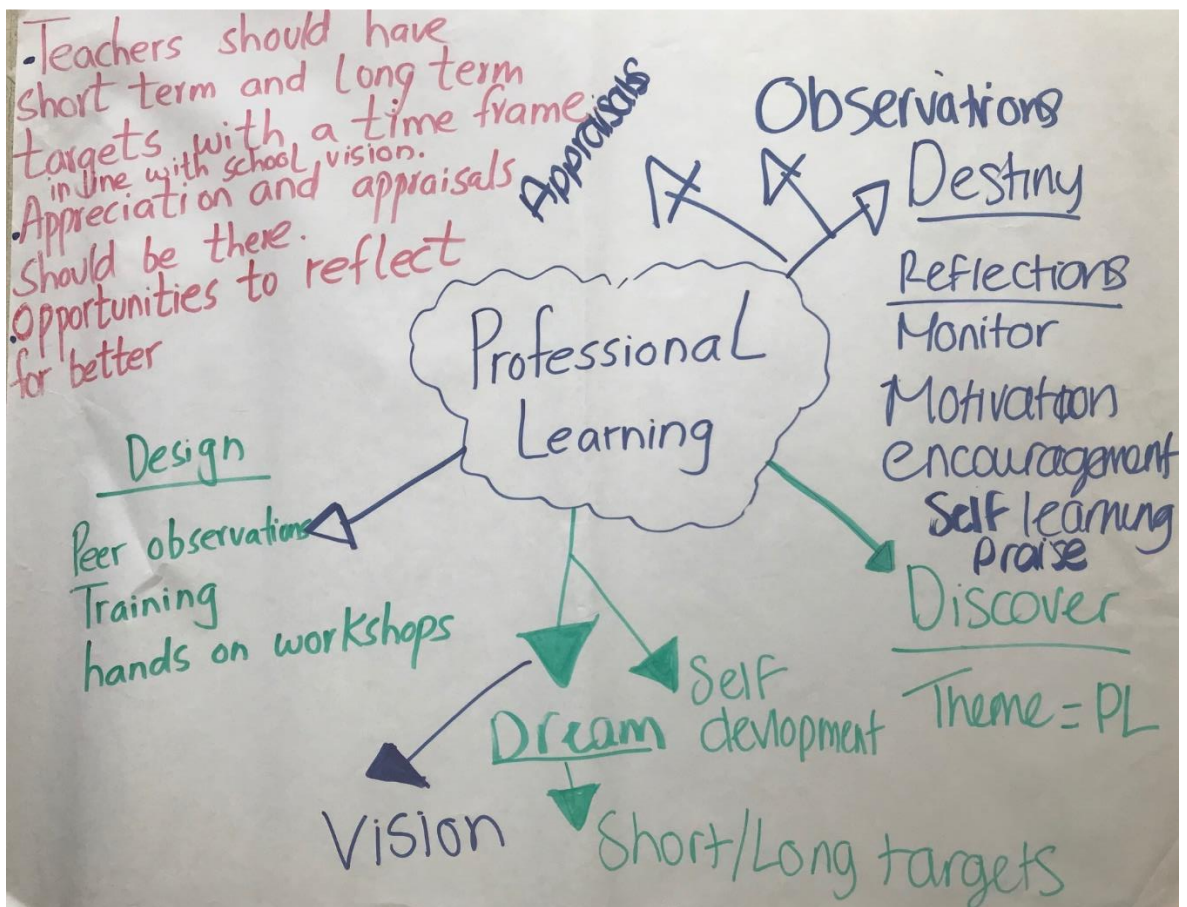 •Teachers should have
short term and long term
targets with a time frame
in line with school vision.
•Appreciation and appraisals
should be there.
•Opportunities to reflect
for better
Appraisals
Observations
Destiny
Reflections
Monitor
Motivation
encouragement
Self learning
praise
Professional
Learning
Design
Peer observations
Training
hands on workshops
Discover
Theme = PL
Self
devlopment
Dream
Vision
Short/Long targets